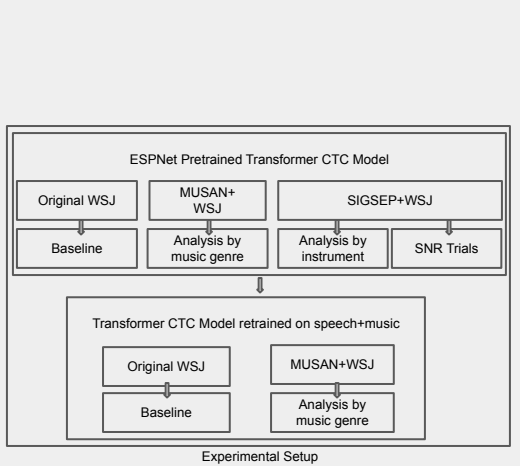 ESPNet Pretrained Transformer CTC Model
Original WSJ
MUSAN+
WSJ
SIGSEP+WSJ
Baseline
Analysis by
music genre
Analysis by
instrument
SNR Trials
Transformer CTC Model retrained on speech+music
Original WSJ
MUSAN+WSJ
Baseline
Analysis by
music genre
Experimental Setup